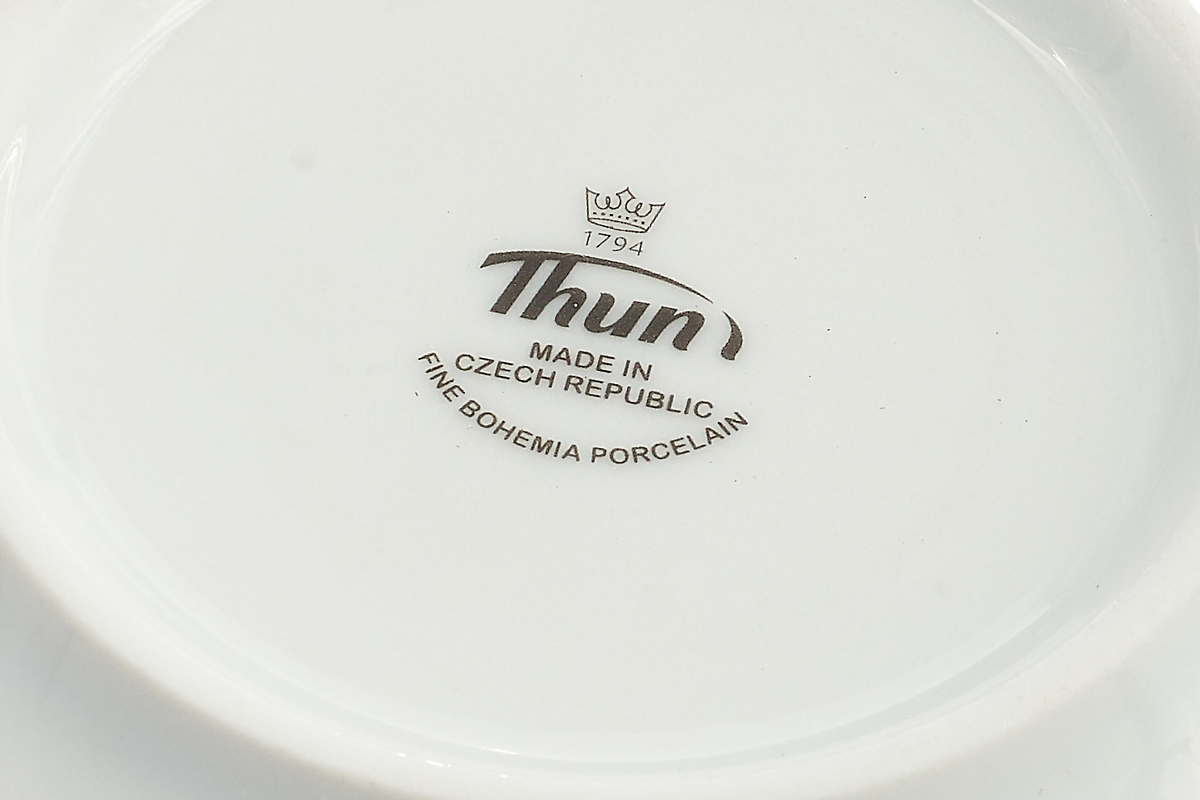 1794
Thun
MADE IN
CZECH REPUBLIC
FINE BOHEMIA PORCELAIN